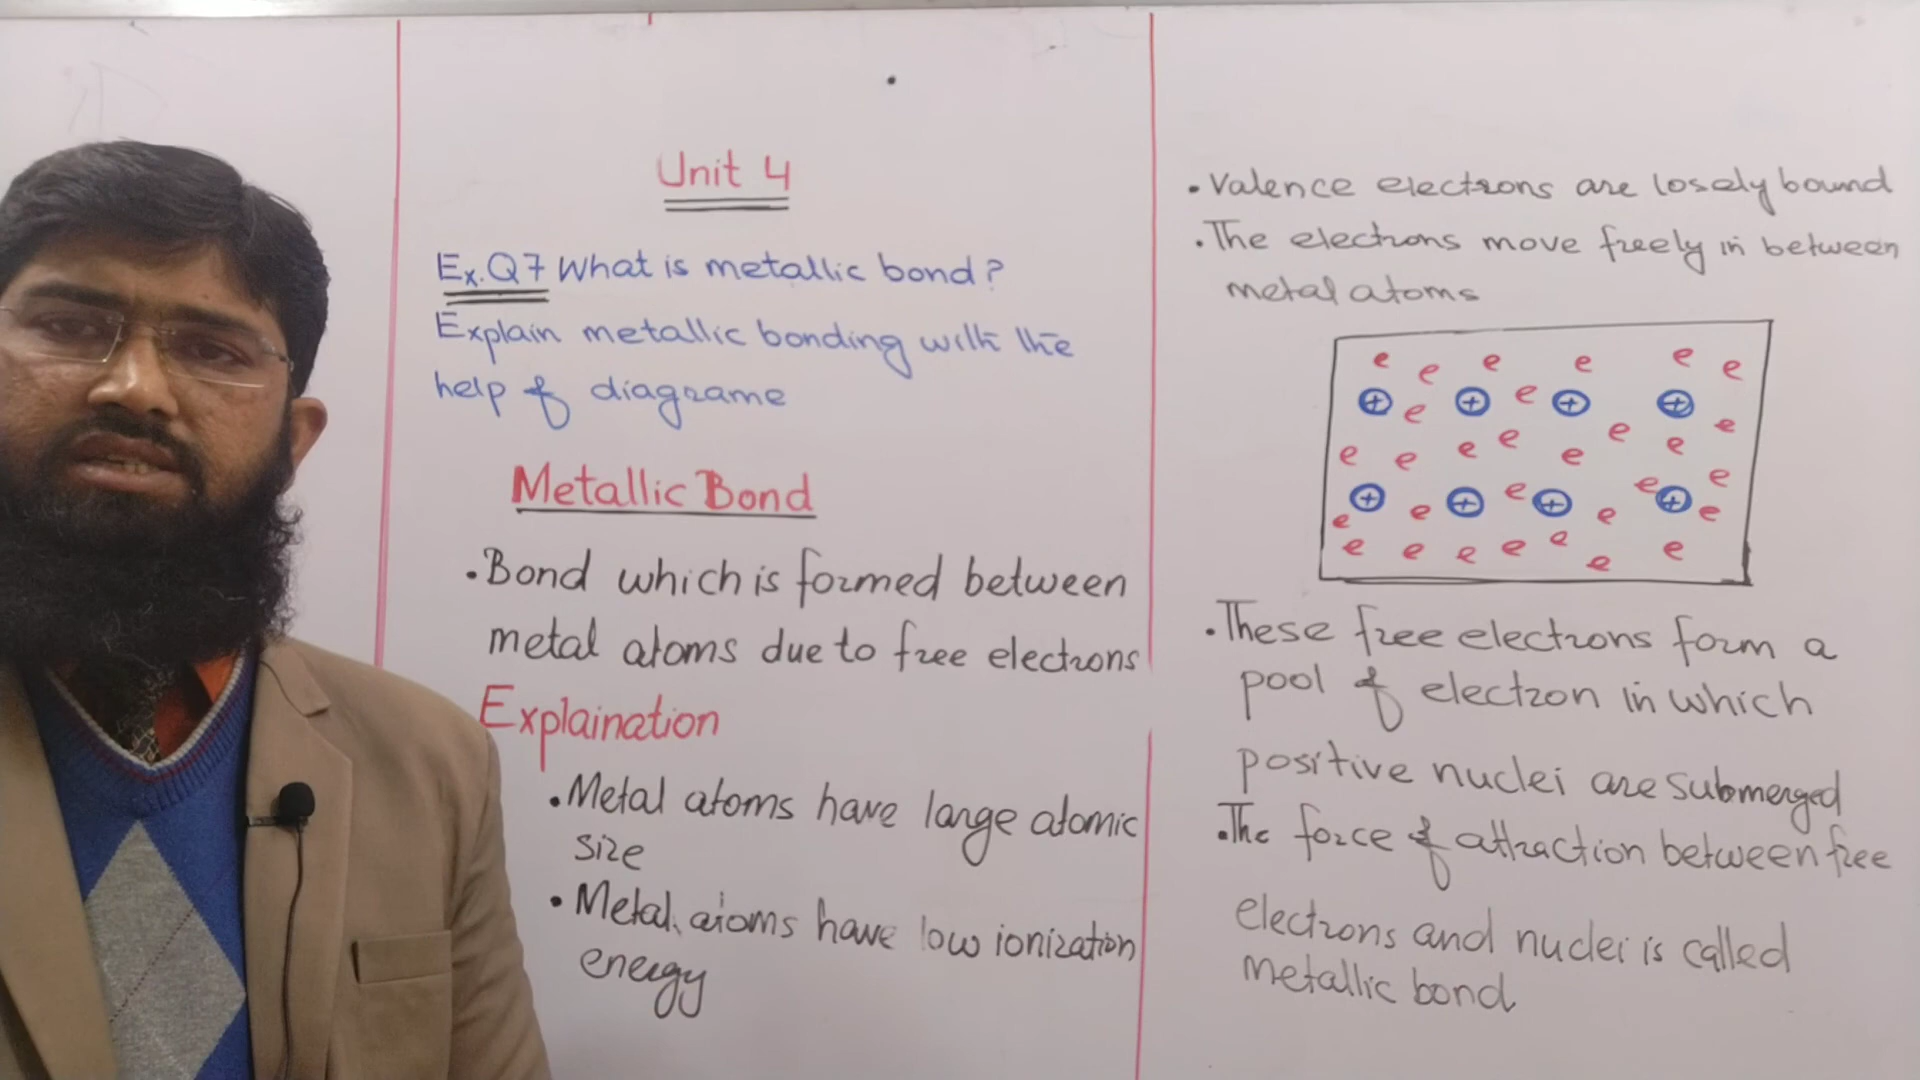 Unit 4
Ex.Q7 What is metallic bond?
Explain metallic bonding with the
help of diagrame
Metallic Bond
• Bond which is formed between
metal atoms due to free electrons
Explaination
• Metal atoms have large atomic
size
• Metal atoms have low ionization
energy
• Valence electrons are losely bound
• The electrons move freely in between
metal atoms
e e e e e e
+ e + e + +
e e e e e e e e
+ e + e + e e + e
e e e e e e e e
• These free electrons form a
pool of electron in which
positive nuclei are submerged
• The force of attraction between free
electrons and nuclei is called
metallic bond